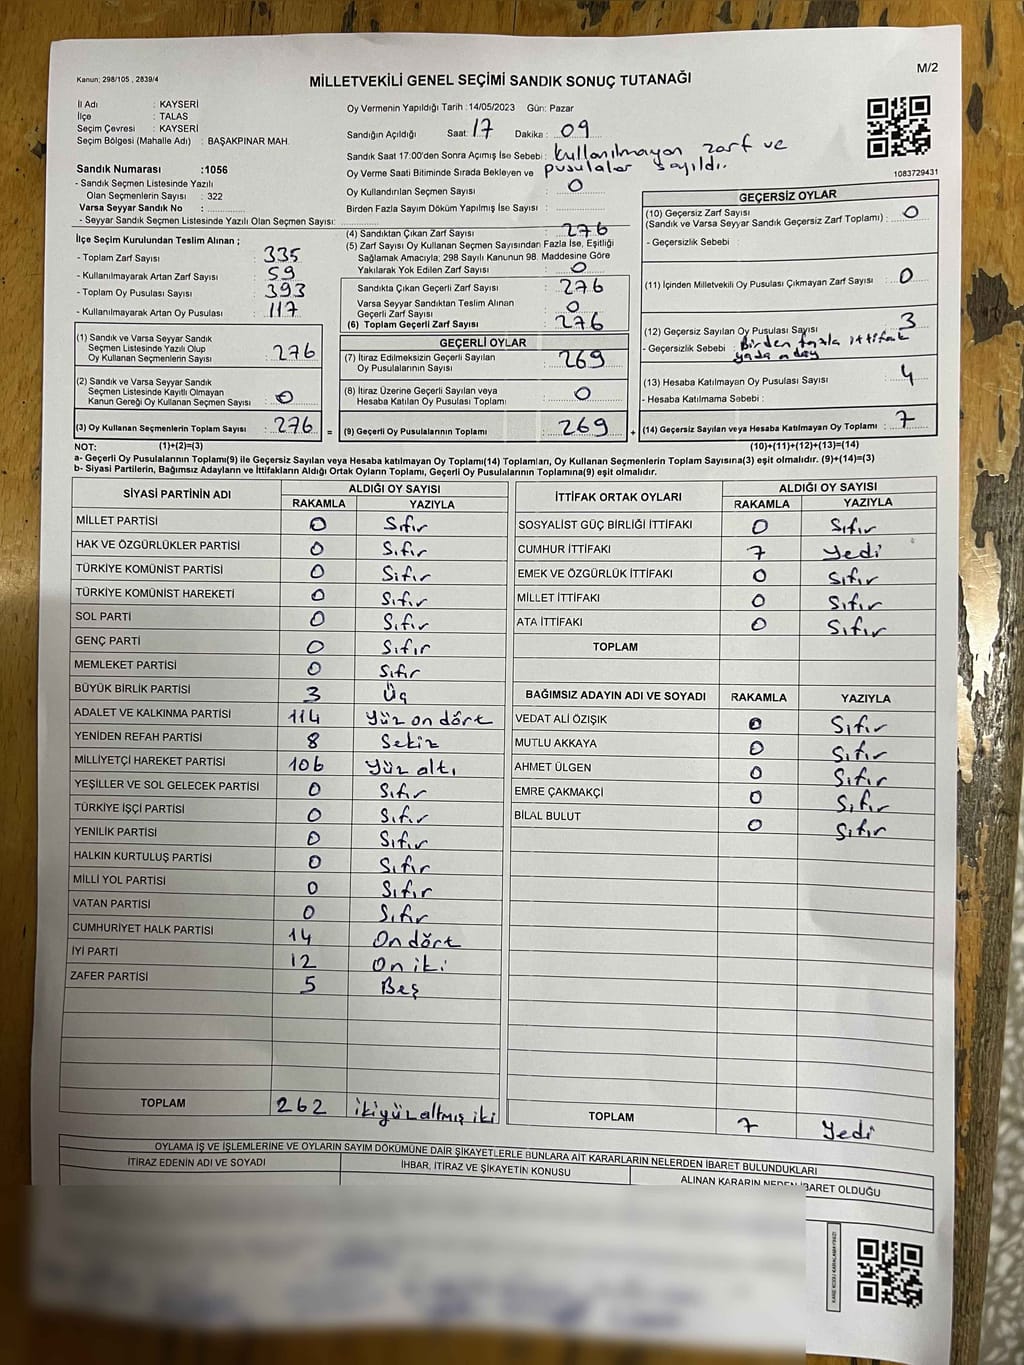 Kanun; 298/105 , 2839/4
M/2
MİLLETVEKİLİ GENEL SEÇİMİ SANDIK SONUÇ TUTANAĞI
İl Adı : KAYSERİ
İlçe : TALAS
Seçim Çevresi : KAYSERİ
Seçim Bölgesi (Mahalle Adı) : BAŞAKPINAR MAH.
Sandık Numarası :1056
- Sandık Seçmen Listesinde Yazılı
Olan Seçmenlerin Sayısı : 322
Varsa Seyyar Sandık No :
- Seyyar Sandık Seçmen Listesinde Yazılı Olan Seçmen Sayısı:
İlçe Seçim Kurulundan Teslim Alınan ;
- Toplam Zarf Sayısı : 335
- Kullanılmayarak Artan Zarf Sayısı : 59
- Toplam Oy Pusulası Sayısı : 393
- Kullanılmayarak Artan Oy Pusulası : 117
(1) Sandık ve Varsa Seyyar Sandık
Seçmen Listesinde Yazılı Olup
Oy Kullanan Seçmenlerin Sayısı : 276
(2) Sandık ve Varsa Seyyar Sandık
Seçmen Listesinde Kayıtlı Olmayan
Kanun Gereği Oy Kullanan Seçmen Sayısı : 0
(3) Oy Kullanan Seçmenlerin Toplam Sayısı : 276 =
Oy Vermenin Yapıldığı Tarih :14/05/2023 Gün: Pazar
Sandığın Açıldığı Saat: 17 Dakika : 09
Sandık Saat 17:00'den Sonra Açımış İse Sebebi : kullanılmayan zarf ve
Oy Verme Saati Bitiminde Sırada Bekleyen ve pusulalar sayıldı.
Oy Kullandırılan Seçmen Sayısı : 0
Birden Fazla Sayım Döküm Yapılmış İse Sayısı :
(4) Sandıktan Çıkan Zarf Sayısı : 276
(5) Zarf Sayısı Oy Kullanan Seçmen Sayısından Fazla İse, Eşitliği
Sağlamak Amacıyla; 298 Sayılı Kanunun 98. Maddesine Göre
Yakılarak Yok Edilen Zarf Sayısı : 0
Sandıkta Çıkan Geçerli Zarf Sayısı : 276
Varsa Seyyar Sandıktan Teslim Alınan
Geçerli Zarf Sayısı : 0
(6) Toplam Geçerli Zarf Sayısı : 276
GEÇERLİ OYLAR
(7) İtiraz Edilmeksizin Geçerli Sayılan
Oy Pusulalarının Sayısı : 269
(8) İtiraz Üzerine Geçerli Sayılan veya
Hesaba Katılan Oy Pusulası Toplamı : 0
(9) Geçerli Oy Pusulalarının Toplamı : 269 +
1083729431
GEÇERSİZ OYLAR
(10) Geçersiz Zarf Sayısı
(Sandık ve Varsa Seyyar Sandık Geçersiz Zarf Toplamı) : 0
- Geçersizlik Sebebi :
(11) İçinden Milletvekili Oy Pusulası Çıkmayan Zarf Sayısı : 0
(12) Geçersiz Sayılan Oy Pusulası Sayısı : 3
- Geçersizlik Sebebi : Birden fazla ittifak
yada aday
(13) Hesaba Katılmayan Oy Pusulası Sayısı : 4
- Hesaba Katılmama Sebebi :
(14) Geçersiz Sayılan veya Hesaba Katılmayan Oy Toplamı : 7
NOT: (1)+(2)=(3) (10)+(11)+(12)+(13)=(14)
a- Geçerli Oy Pusulalarının Toplamı(9) ile Geçersiz Sayılan veya Hesaba katılmayan Oy Toplamı(14) Toplamları, Oy Kullanan Seçmenlerin Toplam Sayısına(3) eşit olmalıdır. (9)+(14)=(3)
b- Siyasi Partilerin, Bağımsız Adayların ve İttifakların Aldığı Ortak Oyların Toplamı, Geçerli Oy Pusulalarının Toplamına(9) eşit olmalıdır.
SİYASİ PARTİNİN ADI ALDIĞI OY SAYISI
RAKAMLA YAZIYLA
MİLLET PARTİSİ 0 Sıfır
HAK VE ÖZGÜRLÜKLER PARTİSİ 0 Sıfır
TÜRKİYE KOMÜNİST PARTİSİ 0 Sıfır
TÜRKİYE KOMÜNİST HAREKETİ 0 Sıfır
SOL PARTİ 0 Sıfır
GENÇ PARTİ 0 Sıfır
MEMLEKET PARTİSİ 0 Sıfır
BÜYÜK BİRLİK PARTİSİ 3 Üç
ADALET VE KALKINMA PARTİSİ 114 Yüz on dört
YENİDEN REFAH PARTİSİ 8 Sekiz
MİLLİYETÇİ HAREKET PARTİSİ 106 Yüz altı
YEŞİLLER VE SOL GELECEK PARTİSİ 0 Sıfır
TÜRKİYE İŞÇİ PARTİSİ 0 Sıfır
YENİLİK PARTİSİ 0 Sıfır
HALKIN KURTULUŞ PARTİSİ 0 Sıfır
MİLLİ YOL PARTİSİ 0 Sıfır
VATAN PARTİSİ 0 Sıfır
CUMHURİYET HALK PARTİSİ 14 On dört
İYİ PARTİ 12 On iki
ZAFER PARTİSİ 5 Beş
TOPLAM 262 ikiyüz altmış iki
İTTİFAK ORTAK OYLARI ALDIĞI OY SAYISI
RAKAMLA YAZIYLA
SOSYALİST GÜÇ BİRLİĞİ İTTİFAKI 0 Sıfır
CUMHUR İTTİFAKI 7 Yedi
EMEK VE ÖZGÜRLÜK İTTİFAKI 0 Sıfır
MİLLET İTTİFAKI 0 Sıfır
ATA İTTİFAKI 0 Sıfır
TOPLAM
BAĞIMSIZ ADAYIN ADI VE SOYADI RAKAMLA YAZIYLA
VEDAT ALİ ÖZIŞIK 0 Sıfır
MUTLU AKKAYA 0 Sıfır
AHMET ÜLGEN 0 Sıfır
EMRE ÇAKMAKÇİ 0 Sıfır
BİLAL BULUT 0 Sıfır
TOPLAM 7 Yedi
OYLAMA İŞ VE İŞLEMLERİNE VE OYLARIN SAYIM DÖKÜMÜNE DAİR ŞİKAYETLERLE BUNLARA AİT KARARLARIN NELERDEN İBARET BULUNDUKLARI
İTİRAZ EDENİN ADI VE SOYADI İHBAR, İTİRAZ VE ŞİKAYETİN KONUSU ALINAN KARARIN NEDEN İBARET OLDUĞU